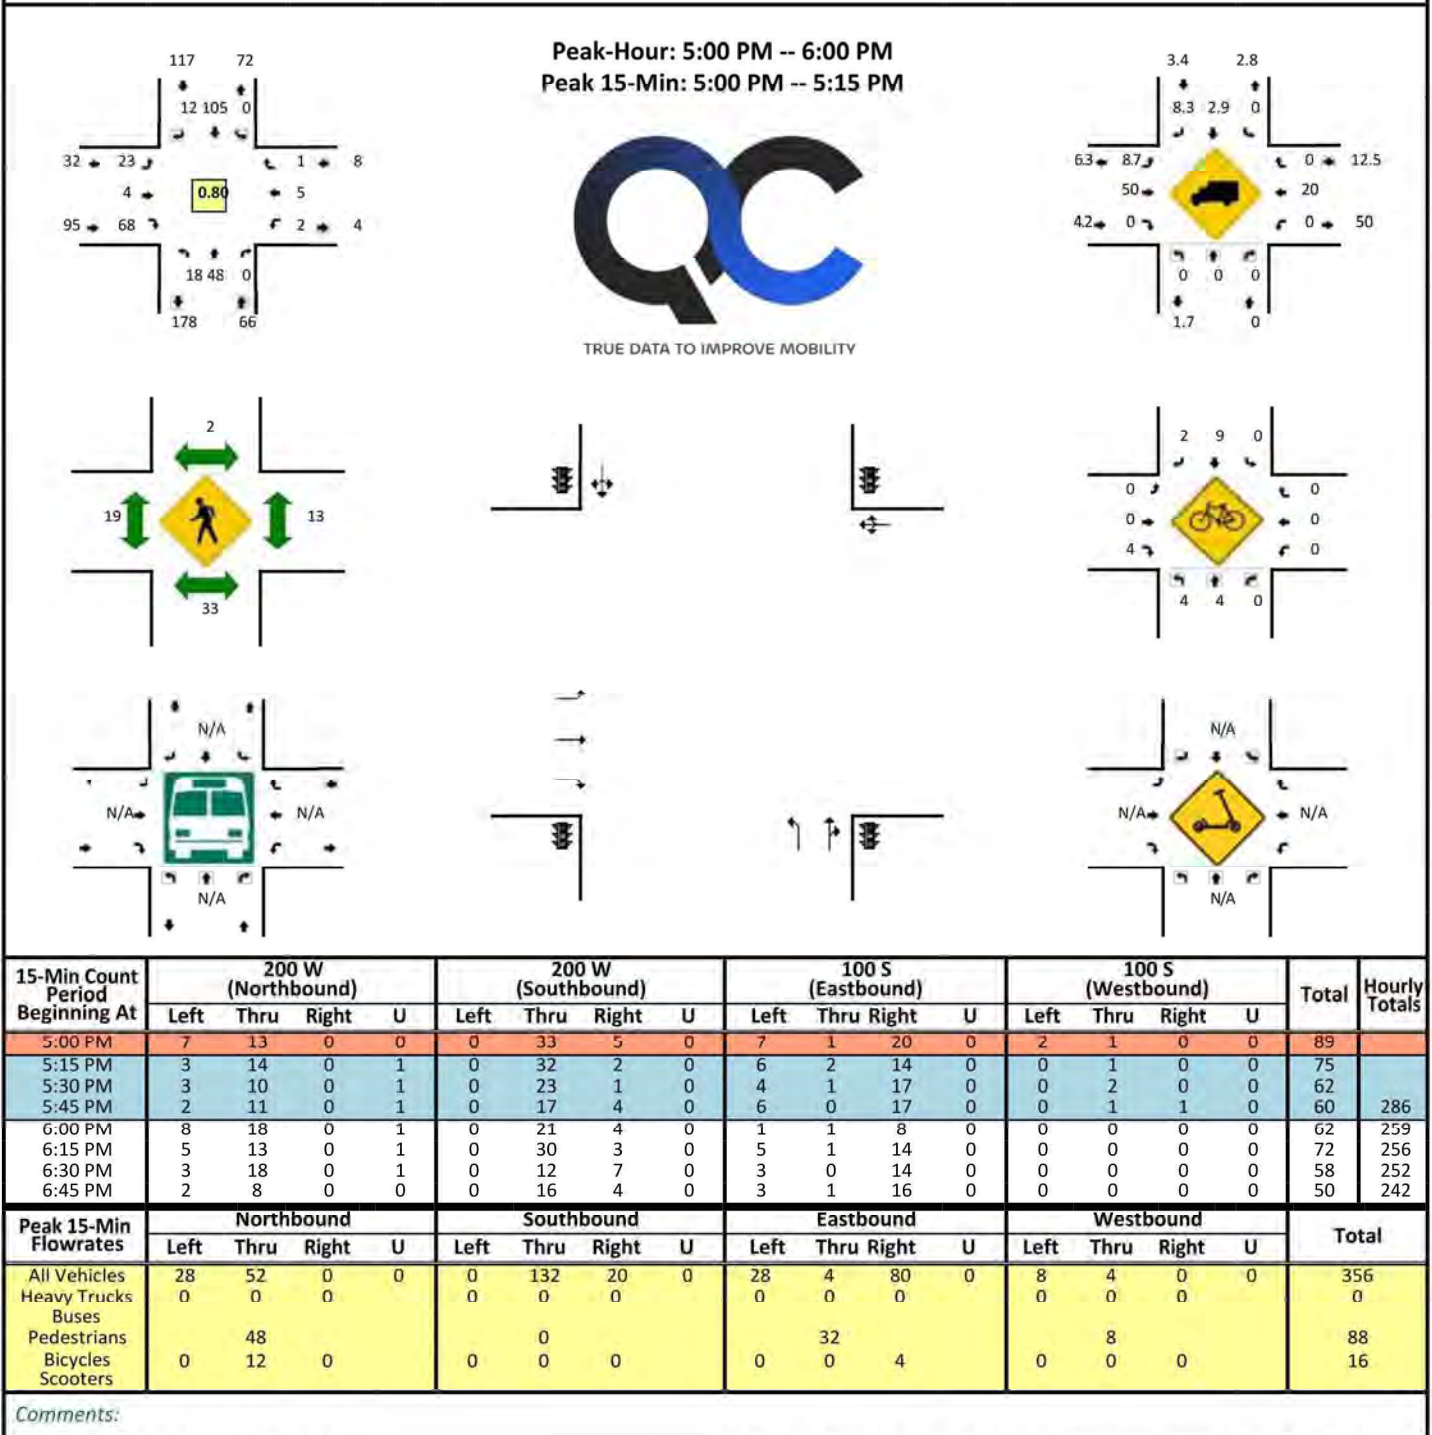 Peak-Hour: 5:00 PM -- 6:00 PM
Peak 15-Min: 5:00 PM -- 5:15 PM
117 72
12 105 0
32 23 1 8
4 0.80 5
95 68 2 4
18 48 0
178 66
QC
TRUE DATA TO IMPROVE MOBILITY
3.4 2.8
8.3 2.9 0
63 8.7 0 12.5
50 20
4.2 0 0 50
0 0 0
1.7 0
2
19 13
33
2 9 0
0 0
0 0
4 0
4 4 0
N/A
N/A N/A
N/A
N/A
N/A N/A
N/A
15-Min Count Period Beginning At 200 W (Northbound) 200 W (Southbound) 100 S (Eastbound) 100 S (Westbound) Total Hourly Totals
Left Thru Right U Left Thru Right U Left Thru Right U Left Thru Right U
5:00 PM 7 13 0 0 0 33 5 0 7 1 20 0 2 1 0 0 89
5:15 PM 3 14 0 1 0 32 2 0 6 2 14 0 0 1 0 0 75
5:30 PM 3 10 0 1 0 23 1 0 4 1 17 0 0 2 0 0 62
5:45 PM 2 11 0 1 0 17 4 0 6 0 17 0 0 1 1 0 60 286
6:00 PM 8 18 0 1 0 21 4 0 1 1 8 0 0 0 0 0 62 259
6:15 PM 5 13 0 1 0 30 3 0 5 1 14 0 0 0 0 0 72 256
6:30 PM 3 18 0 1 0 12 7 0 3 0 14 0 0 0 0 0 58 252
6:45 PM 2 8 0 0 0 16 4 0 3 1 16 0 0 0 0 0 50 242
Peak 15-Min Flowrates Northbound Southbound Eastbound Westbound Total
Left Thru Right U Left Thru Right U Left Thru Right U Left Thru Right U
All Vehicles 28 52 0 0 0 132 20 0 28 4 80 0 8 4 0 0 356
Heavy Trucks 0 0 0 0 0 0 0 0 0 0 0 0 0
Buses
Pedestrians 48 0 32 8 88
Bicycles 0 12 0 0 0 0 0 0 4 0 0 0 16
Scooters
Comments: